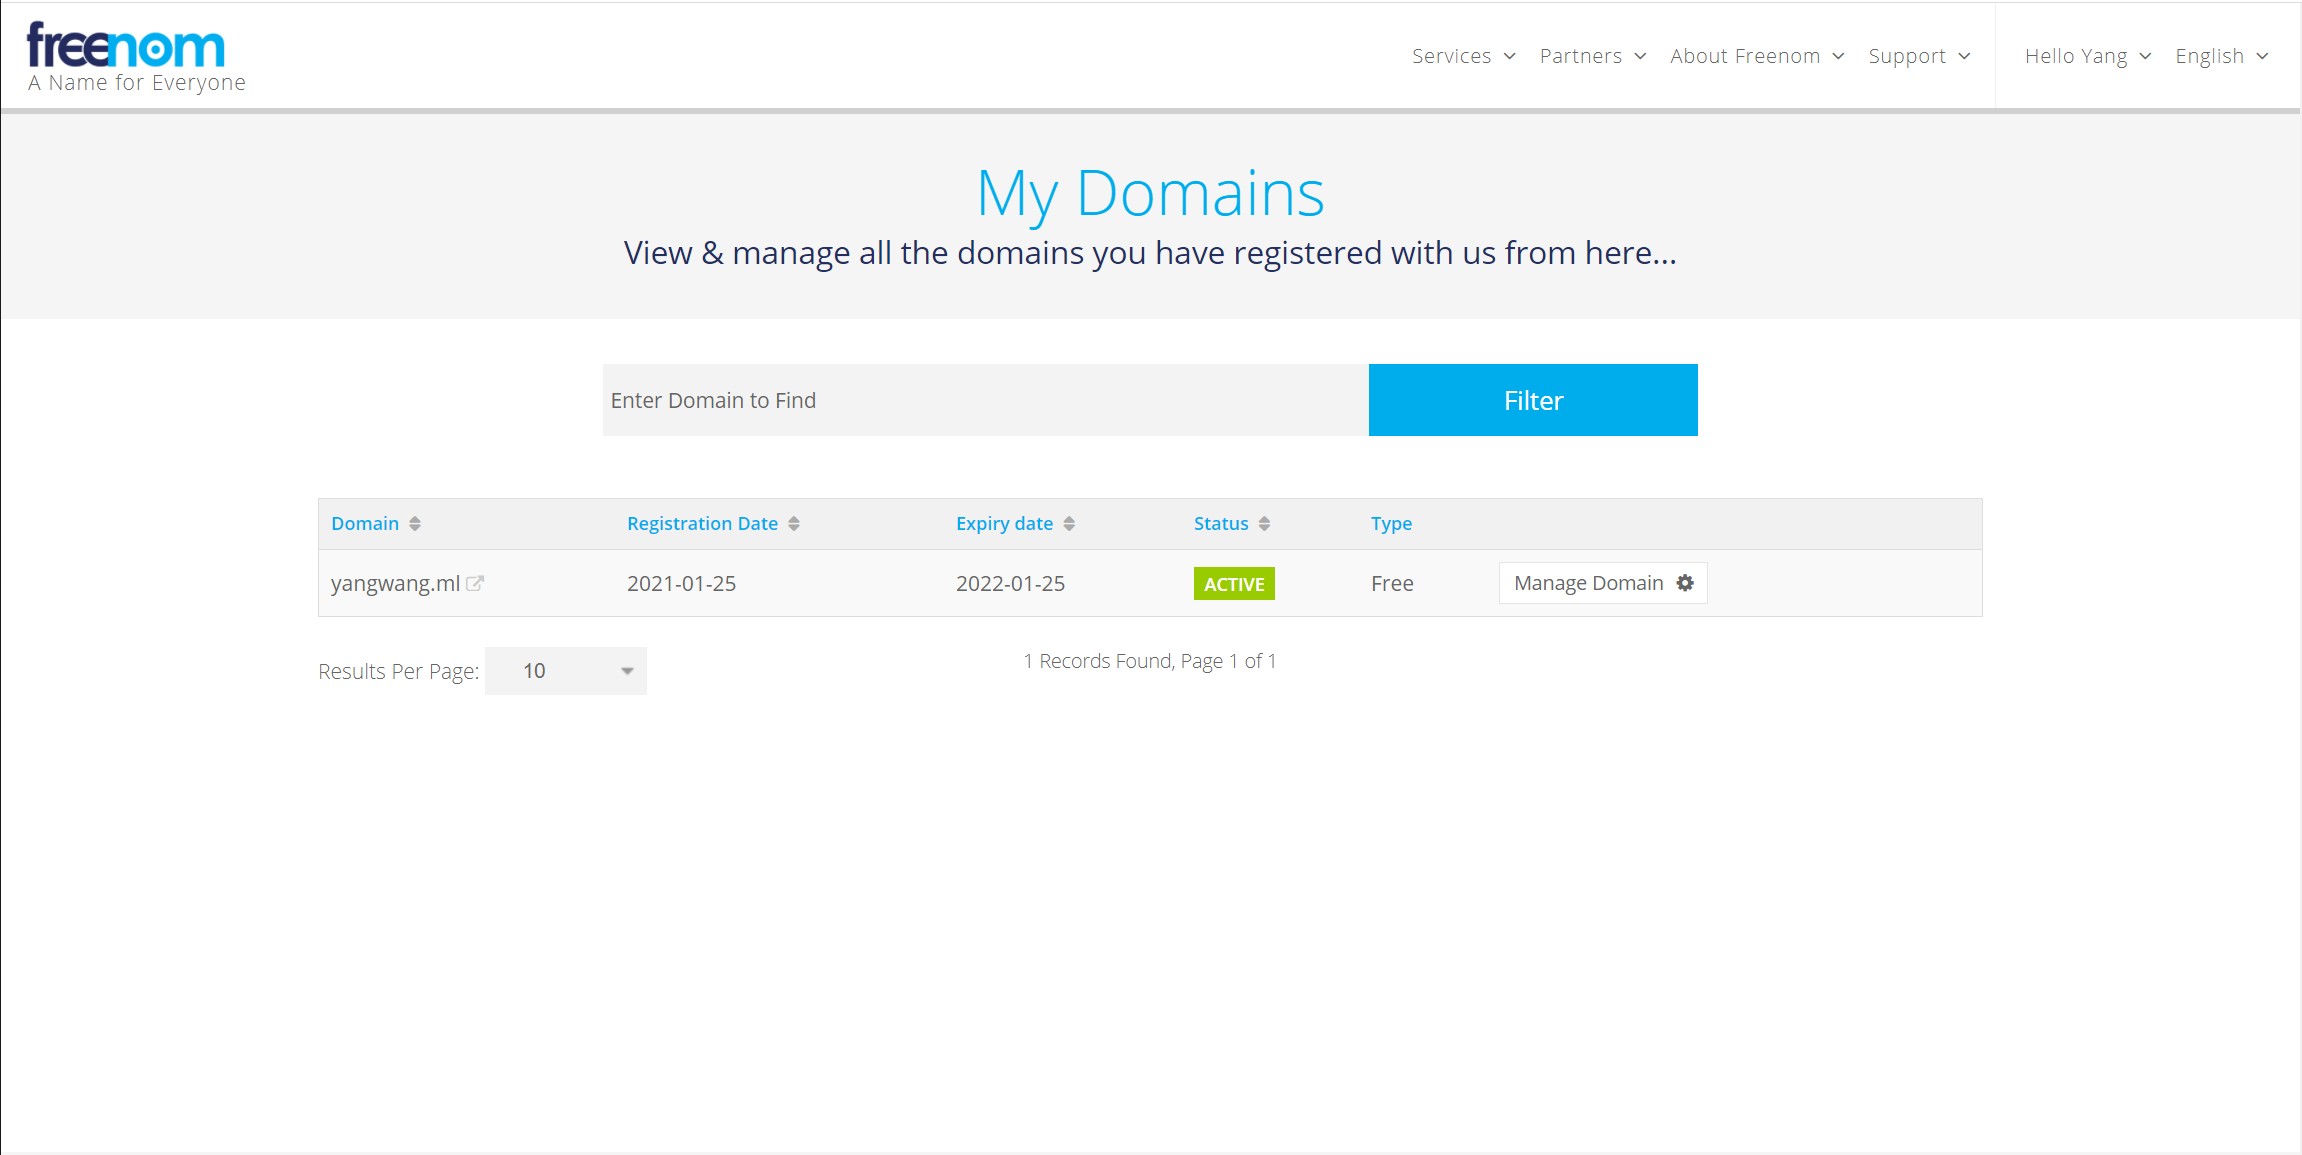 freenom
A Name for Everyone
Services Partners About Freenom Support Hello Yang English
My Domains
View & manage all the domains you have registered with us from here...
Enter Domain to Find Filter
Domain Registration Date Expiry date Status Type
yangwang.ml 2021-01-25 2022-01-25 ACTIVE Free Manage Domain
Results Per Page: 10 1 Records Found, Page 1 of 1